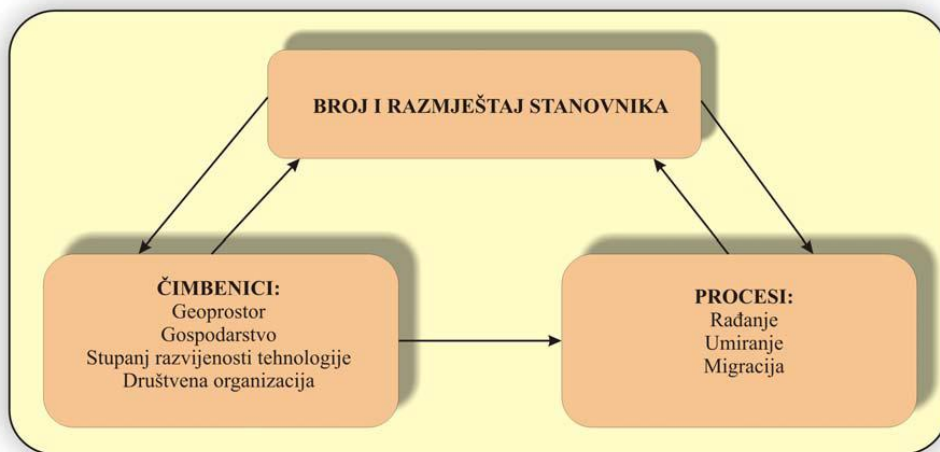 BROJ I RAZMJEŠTAJ STANOVNIKA
ČIMBENICI:
Geoprostor
Gospodarstvo
Stupanj razvijenosti tehnologije
Društvena organizacija
PROCESI:
Rađanje
Umiranje
Migracija